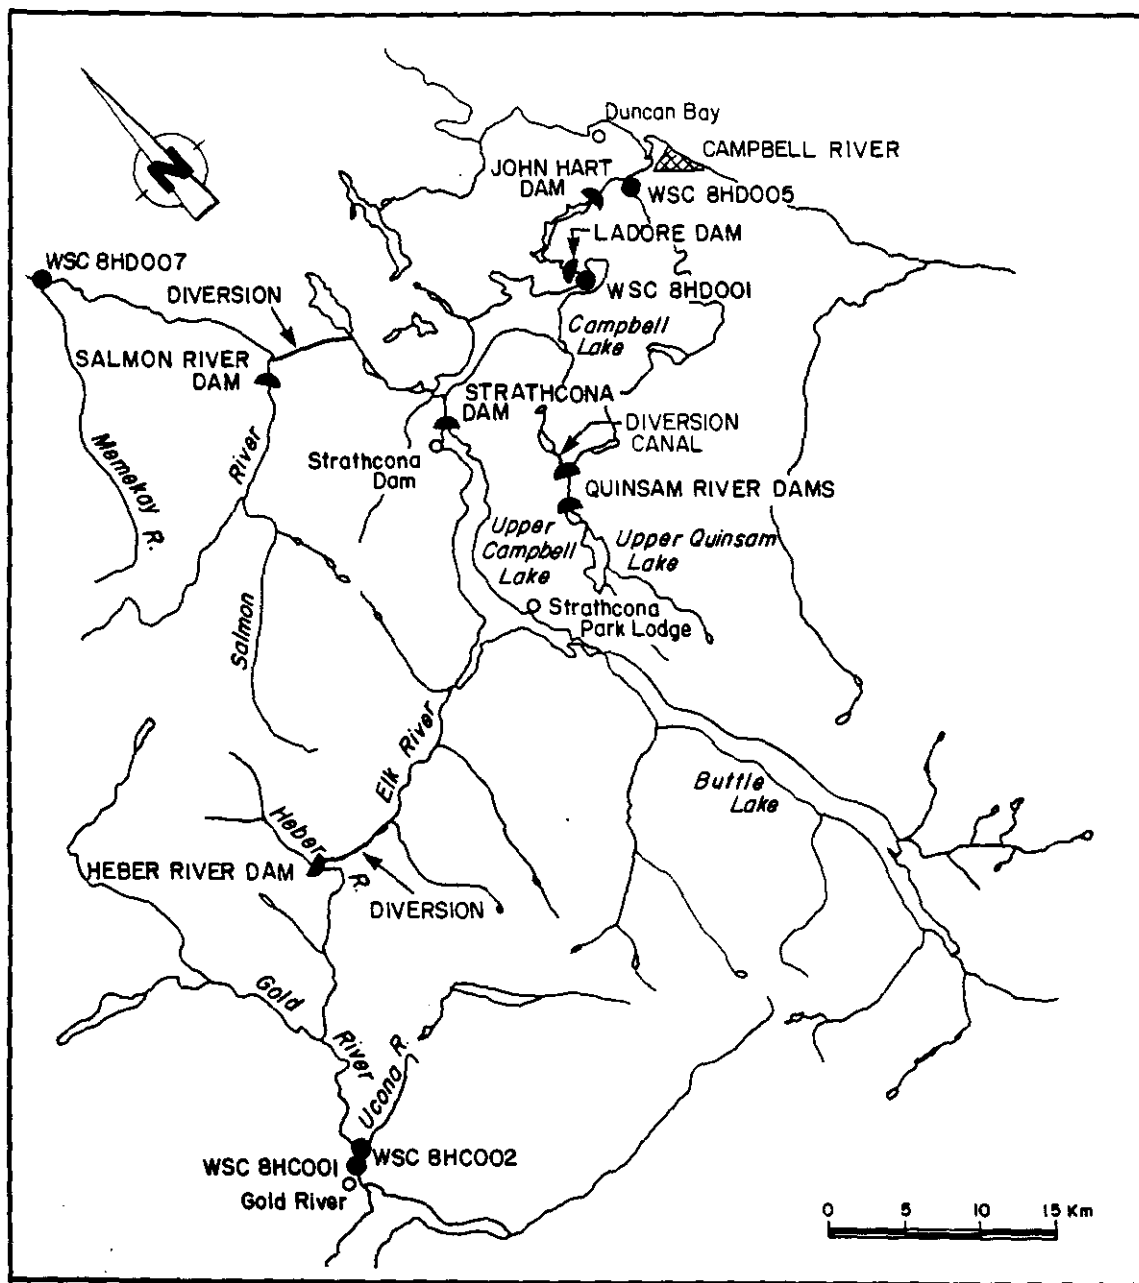 Duncan Bay
CAMPBELL RIVER
JOHN HART
DAM
WSC 8HD005
LADORE DAM
N
WSC 8HD007
WSC 8HD001
DIVERSION
Campbell
Lake
SALMON RIVER
DAM
STRATHCONA
DAM
DIVERSION
CANAL
Memekay R.
River
Strathcona
Dam
QUINSAM RIVER DAMS
Upper
Campbell
Lake
Upper Quinsam
Lake
Strathcona
Park Lodge
Salmon
Elk River
Buttle
Lake
Heber
R.
HEBER RIVER DAM
DIVERSION
Gold
River
Ucona R.
WSC 8HC001
WSC 8HC002
Gold River
0 5 10 15 Km